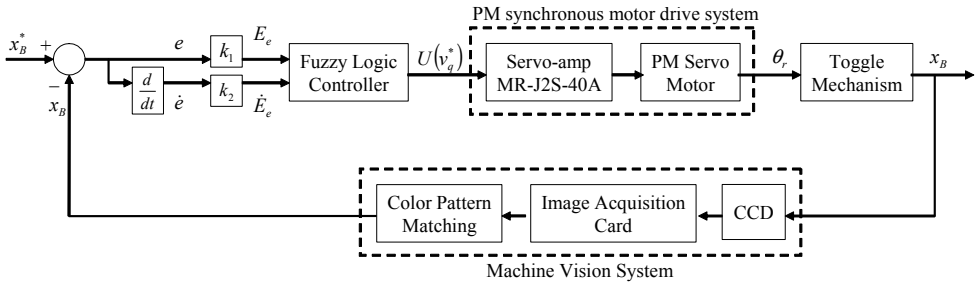 PM synchronous motor drive system
x_B^*
+
−
x_B
e
d/dt
ė
k_1
k_2
E_e
Ė_e
Fuzzy Logic
Controller
U(v_q^*)
Servo-amp
MR-J2S-40A
PM Servo
Motor
θ_r
Toggle
Mechanism
x_B
Color Pattern
Matching
Image Acquisition
Card
CCD
Machine Vision System